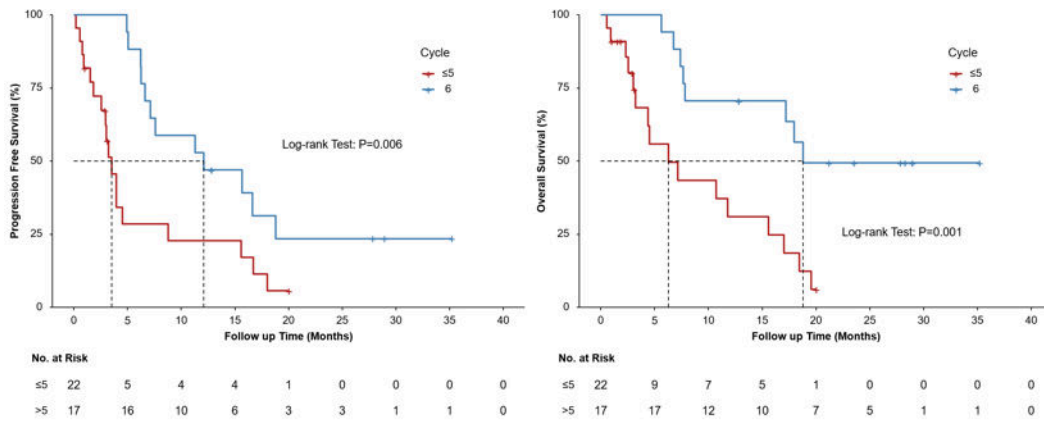 Progression Free Survival (%)
100
75
50
25
0
Cycle
≤5
6
Log-rank Test: P=0.006
0 5 10 15 20 25 30 35 40
Follow up Time (Months)
No. at Risk
≤5 22 5 4 4 1 0 0 0 0
>5 17 16 10 6 3 3 1 1 0
Overall Survival (%)
100
75
50
25
0
Cycle
≤5
6
Log-rank Test: P=0.001
0 5 10 15 20 25 30 35 40
Follow up Time (Months)
No. at Risk
≤5 22 9 7 5 1 0 0 0 0
>5 17 17 12 10 7 5 1 1 0